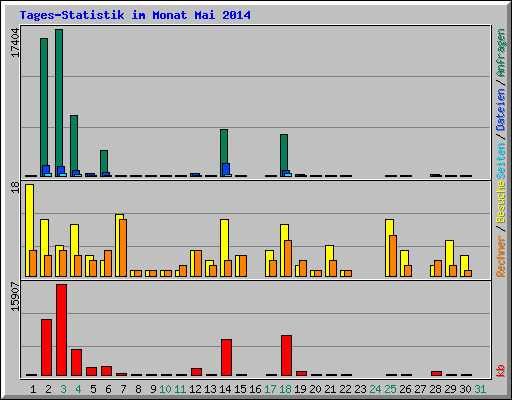 Tages-Statistik im Monat Mai 2014
17404
18
15907
Rechner / Besuche Seiten / Dateien / Anfragen
kb
1 2 3 4 5 6 7 8 9 10 11 12 13 14 15 16 17 18 19 20 21 22 23 24 25 26 27 28 29 30 31